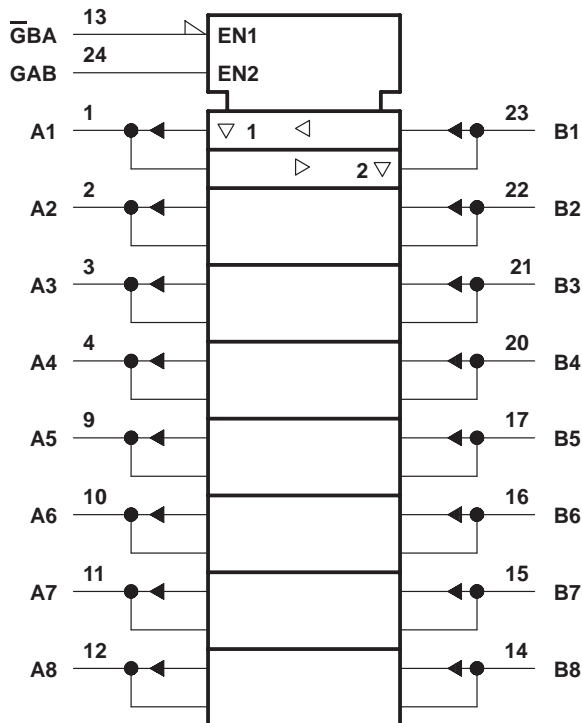 G̅BA 13 EN1
GAB 24 EN2
A1 1 1 23 B1
2
A2 2 22 B2
A3 3 21 B3
A4 4 20 B4
A5 9 17 B5
A6 10 16 B6
A7 11 15 B7
A8 12 14 B8